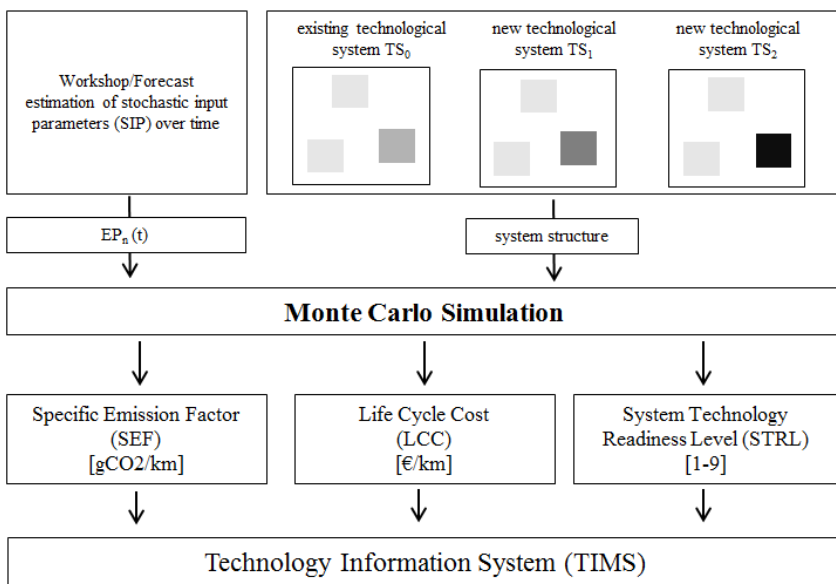 Workshop/Forecast
estimation of stochastic input
parameters (SIP) over time
existing technological
system TS₀
new technological
system TS₁
new technological
system TS₂
EPₙ (t)
system structure
Monte Carlo Simulation
Specific Emission Factor
(SEF)
[gCO2/km]
Life Cycle Cost
(LCC)
[€/km]
System Technology
Readiness Level (STRL)
[1-9]
Technology Information System (TIMS)